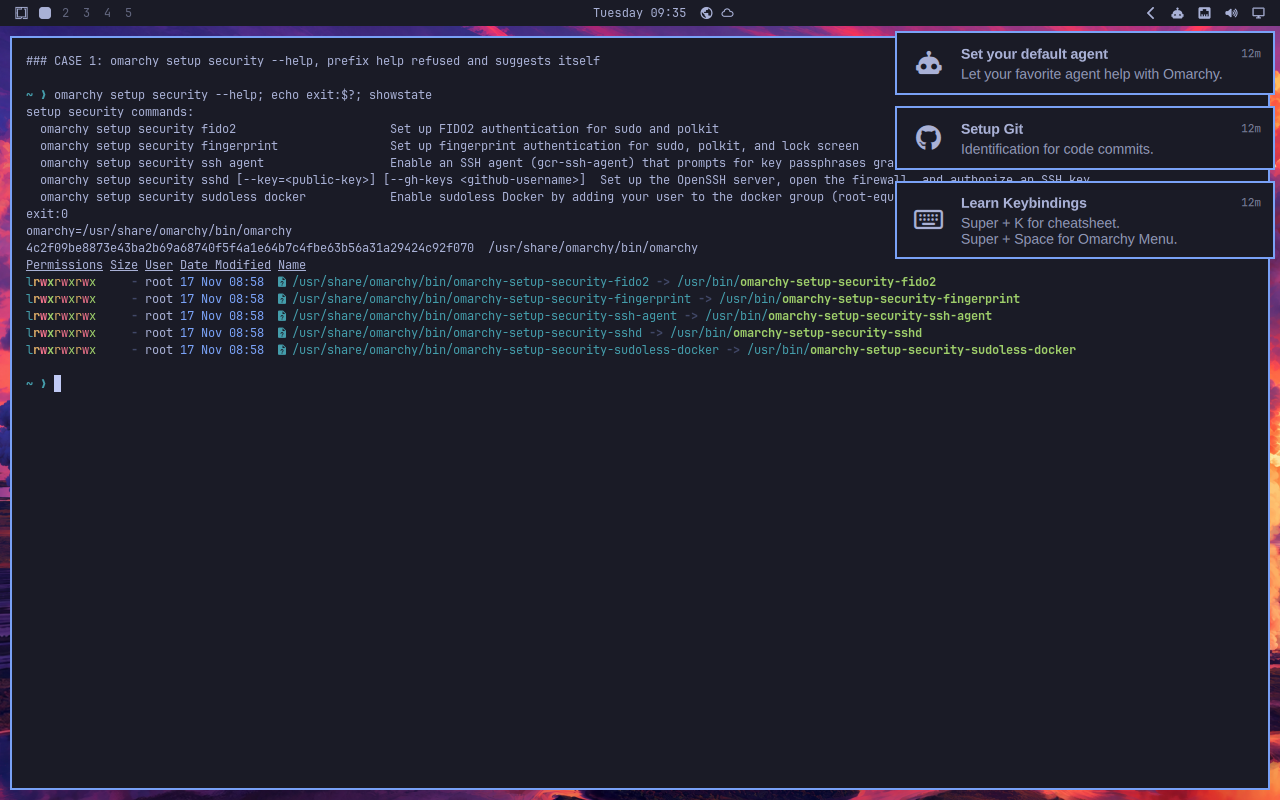 2 3 4 5 Tuesday 09:35
### CASE 1: omarchy setup security --help, prefix help refused and suggests itself
~ ❯ omarchy setup security --help; echo exit:$?; showstate
setup security commands:
omarchy setup security fido2 Set up FIDO2 authentication for sudo and polkit
omarchy setup security fingerprint Set up fingerprint authentication for sudo, polkit, and lock screen
omarchy setup security ssh agent Enable an SSH agent (gcr-ssh-agent) that prompts for key passphrases gra
omarchy setup security sshd [--key=<public-key>] [--gh-keys <github-username>] Set up the OpenSSH server, open the firewall, and authorize an SSH key
omarchy setup security sudoless docker Enable sudoless Docker by adding your user to the docker group (root-equ
exit:0
omarchy=/usr/share/omarchy/bin/omarchy
4c2f09be8873e43ba2b69a68740f5f4a1e64b7c4fbe63b56a31a29424c92f070 /usr/share/omarchy/bin/omarchy
Permissions Size User Date Modified Name
lrwxrwxrwx - root 17 Nov 08:58 /usr/share/omarchy/bin/omarchy-setup-security-fido2 -> /usr/bin/omarchy-setup-security-fido2
lrwxrwxrwx - root 17 Nov 08:58 /usr/share/omarchy/bin/omarchy-setup-security-fingerprint -> /usr/bin/omarchy-setup-security-fingerprint
lrwxrwxrwx - root 17 Nov 08:58 /usr/share/omarchy/bin/omarchy-setup-security-ssh-agent -> /usr/bin/omarchy-setup-security-ssh-agent
lrwxrwxrwx - root 17 Nov 08:58 /usr/share/omarchy/bin/omarchy-setup-security-sshd -> /usr/bin/omarchy-setup-security-sshd
lrwxrwxrwx - root 17 Nov 08:58 /usr/share/omarchy/bin/omarchy-setup-security-sudoless-docker -> /usr/bin/omarchy-setup-security-sudoless-docker
~ ❯
Set your default agent 12m
Let your favorite agent help with Omarchy.
Setup Git 12m
Identification for code commits.
Learn Keybindings 12m
Super + K for cheatsheet.
Super + Space for Omarchy Menu.